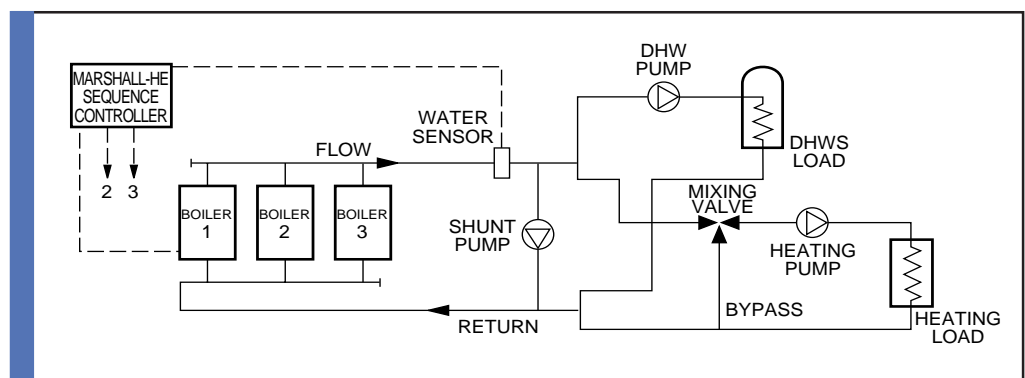 MARSHALL-HE
SEQUENCE
CONTROLLER
2 3
FLOW
WATER
SENSOR
DHW
PUMP
DHWS
LOAD
BOILER
1
BOILER
2
BOILER
3
SHUNT
PUMP
MIXING
VALVE
HEATING
PUMP
BYPASS
RETURN
HEATING
LOAD